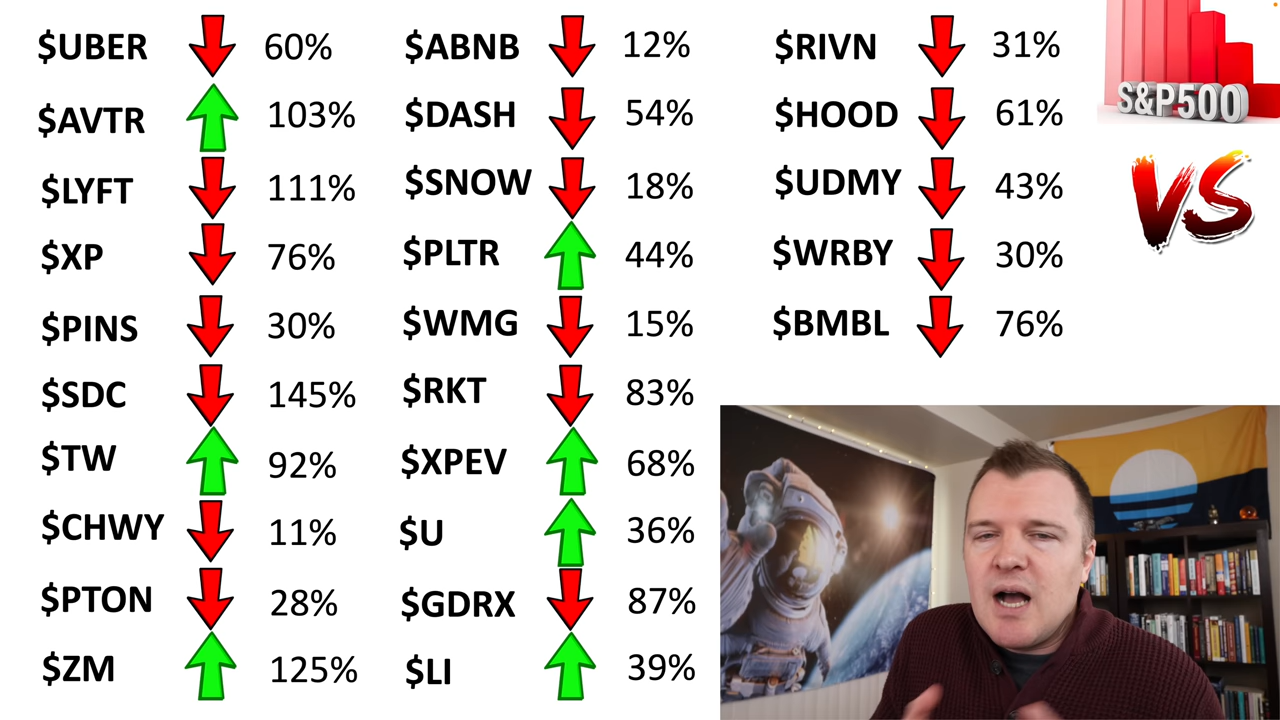 $UBER 60%
$AVTR 103%
$LYFT 111%
$XP 76%
$PINS 30%
$SDC 145%
$TW 92%
$CHWY 11%
$PTON 28%
$ZM 125%
$ABNB 12%
$DASH 54%
$SNOW 18%
$PLTR 44%
$WMG 15%
$RKT 83%
$XPEV 68%
$U 36%
$GDRX 87%
$LI 39%
$RIVN 31%
$HOOD 61%
$UDMY 43%
$WRBY 30%
$BMBL 76%
S&P500
VS